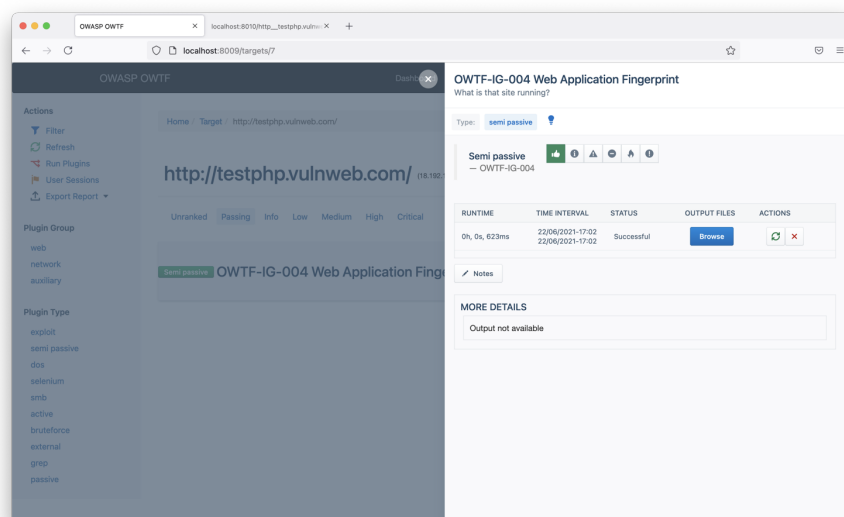 OWASP OWTF
localhost:8010/http__testphp.vulnwe
localhost:8009/targets/7
OWASP OWTF
Actions
Filter
Refresh
Run Plugins
User Sessions
Export Report
Plugin Group
web
network
auxiliary
Plugin Type
exploit
semi passive
dos
selenium
smb
active
bruteforce
external
grep
passive
Home / Target / http://testphp.vulnweb.com/
http://testphp.vulnweb.com/ (18.192.1
Unranked Passing Info Low Medium High Critical
Semi passive OWTF-IG-004 Web Application Finge
OWTF-IG-004 Web Application Fingerprint
What is that site running?
Type: semi passive
Semi passive
— OWTF-IG-004
RUNTIME TIME INTERVAL STATUS OUTPUT FILES ACTIONS
0h, 0s, 623ms 22/06/2021-17:02 Successful Browse
22/06/2021-17:02
Notes
MORE DETAILS
Output not available